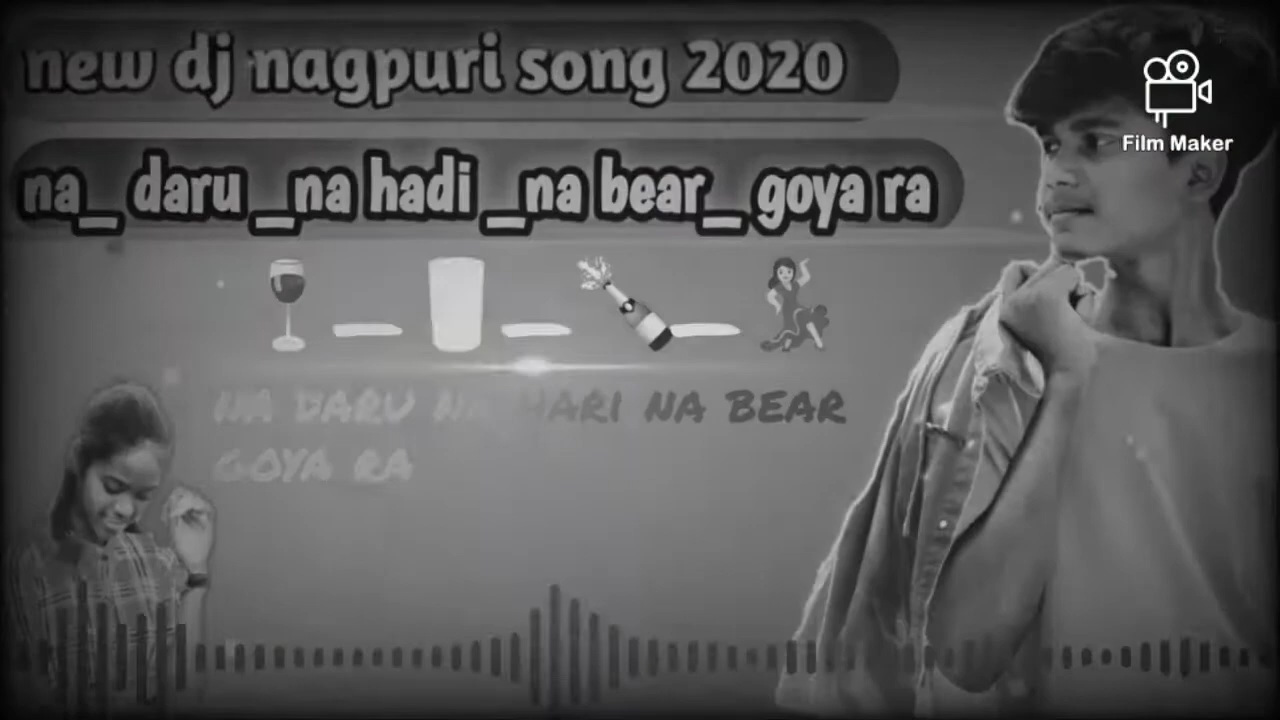 new dj nagpuri song 2020
Film Maker
na_ daru _na hadi _na bear_ goya ra
NA DARU NA HARI NA BEAR
GOYA RA